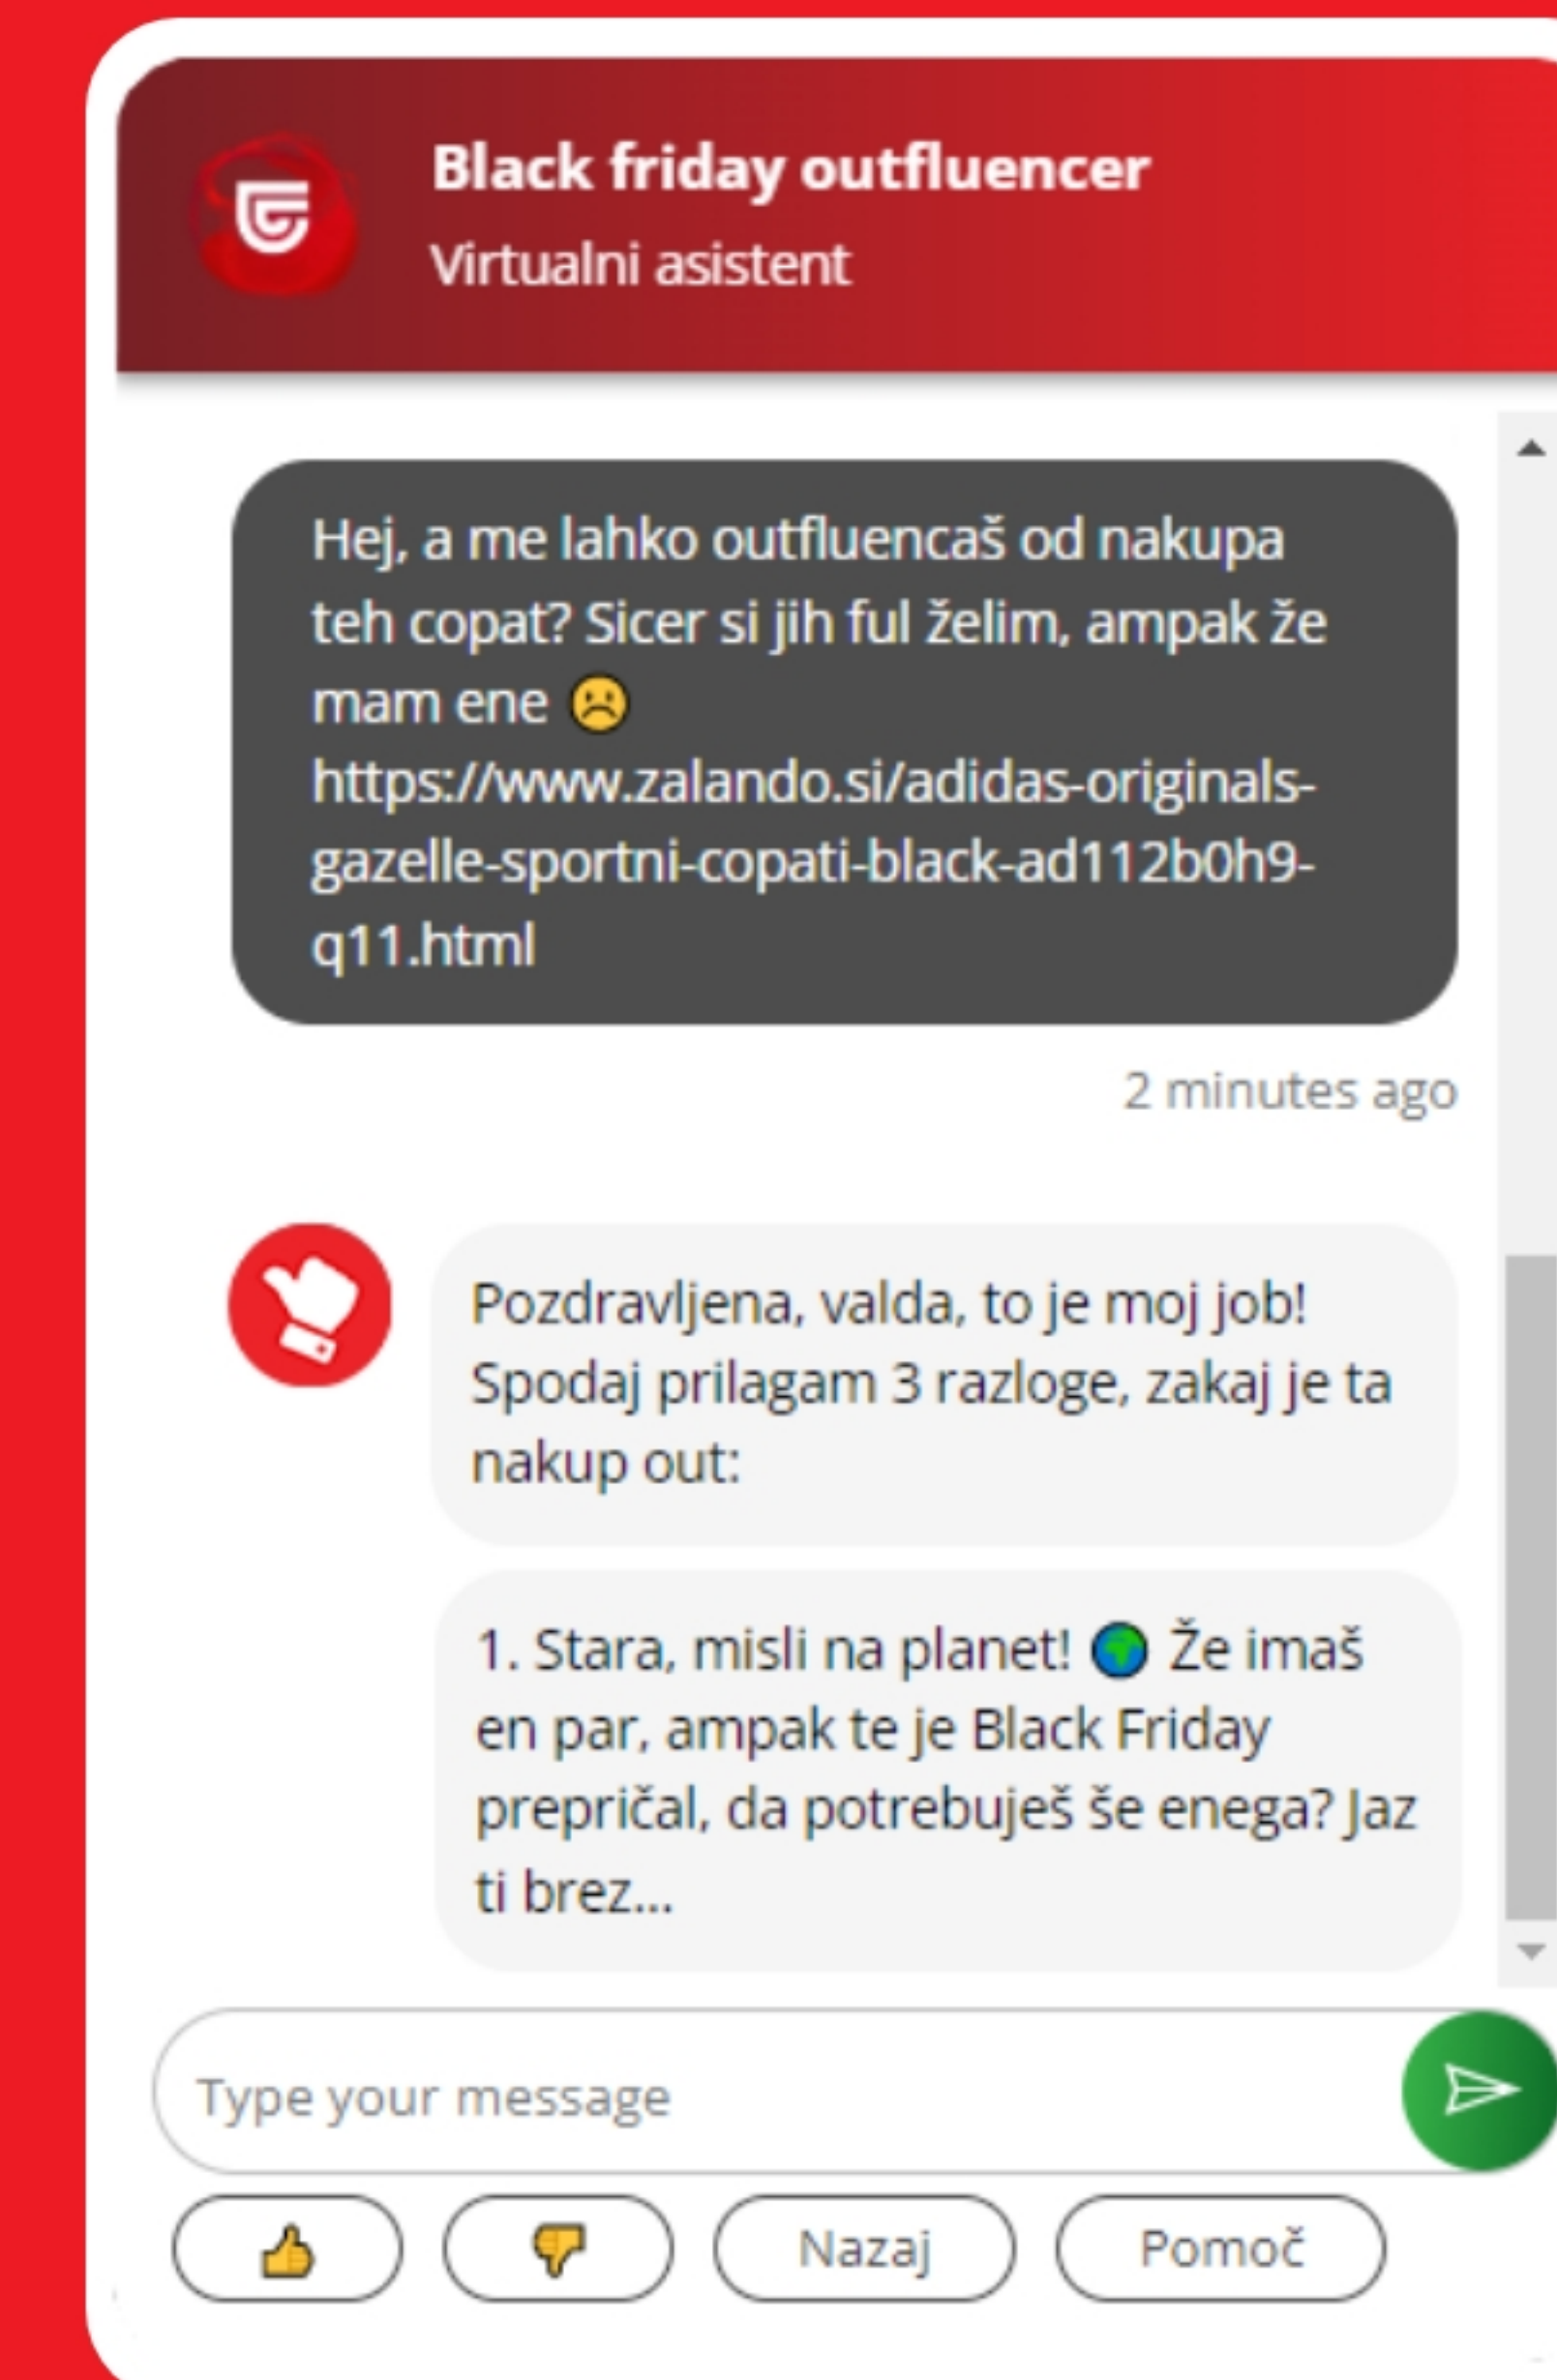 Black friday outfluencer
Virtualni asistent
Hej, a me lahko outfluencaš od nakupa
teh copat? Sicer si jih ful želim, ampak že
mam ene ☹️
https://www.zalando.si/adidas-originals-
gazelle-sportni-copati-black-ad112b0h9-
q11.html
2 minutes ago
Pozdravljena, valda, to je moj job!
Spodaj prilagam 3 razloge, zakaj je ta
nakup out:
1. Stara, misli na planet! 🌍 Že imaš
en par, ampak te je Black Friday
prepričal, da potrebuješ še enega? Jaz
ti brez...
Type your message
👍 👎 Nazaj Pomoč